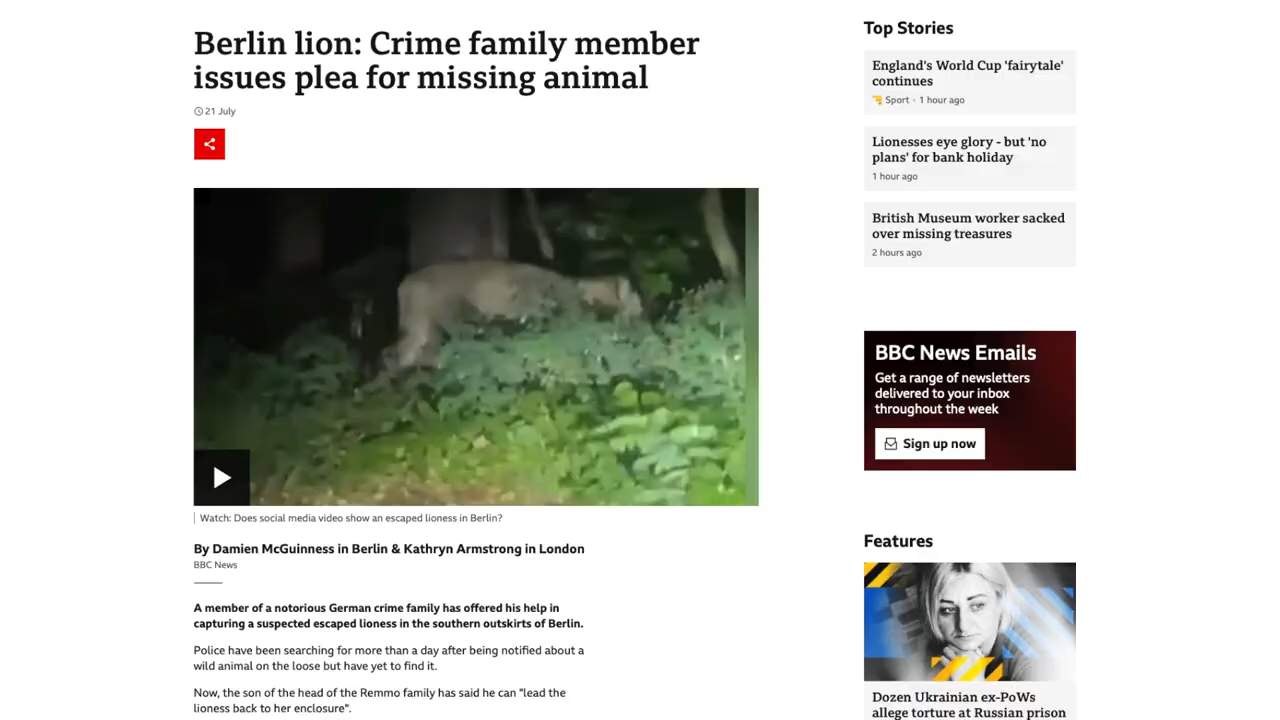 Berlin lion: Crime family member
issues plea for missing animal
21 July
Watch: Does social media video show an escaped lioness in Berlin?
By Damien McGuinness in Berlin & Kathryn Armstrong in London
BBC News
A member of a notorious German crime family has offered his help in
capturing a suspected escaped lioness in the southern outskirts of Berlin.
Police have been searching for more than a day after being notified about a
wild animal on the loose but have yet to find it.
Now, the son of the head of the Remmo family has said he can "lead the
lioness back to her enclosure".
Top Stories
England's World Cup 'fairytale'
continues
Sport · 1 hour ago
Lionesses eye glory - but 'no
plans' for bank holiday
1 hour ago
British Museum worker sacked
over missing treasures
2 hours ago
BBC News Emails
Get a range of newsletters
delivered to your inbox
throughout the week
Sign up now
Features
Dozen Ukrainian ex-PoWs
allege torture at Russian prison